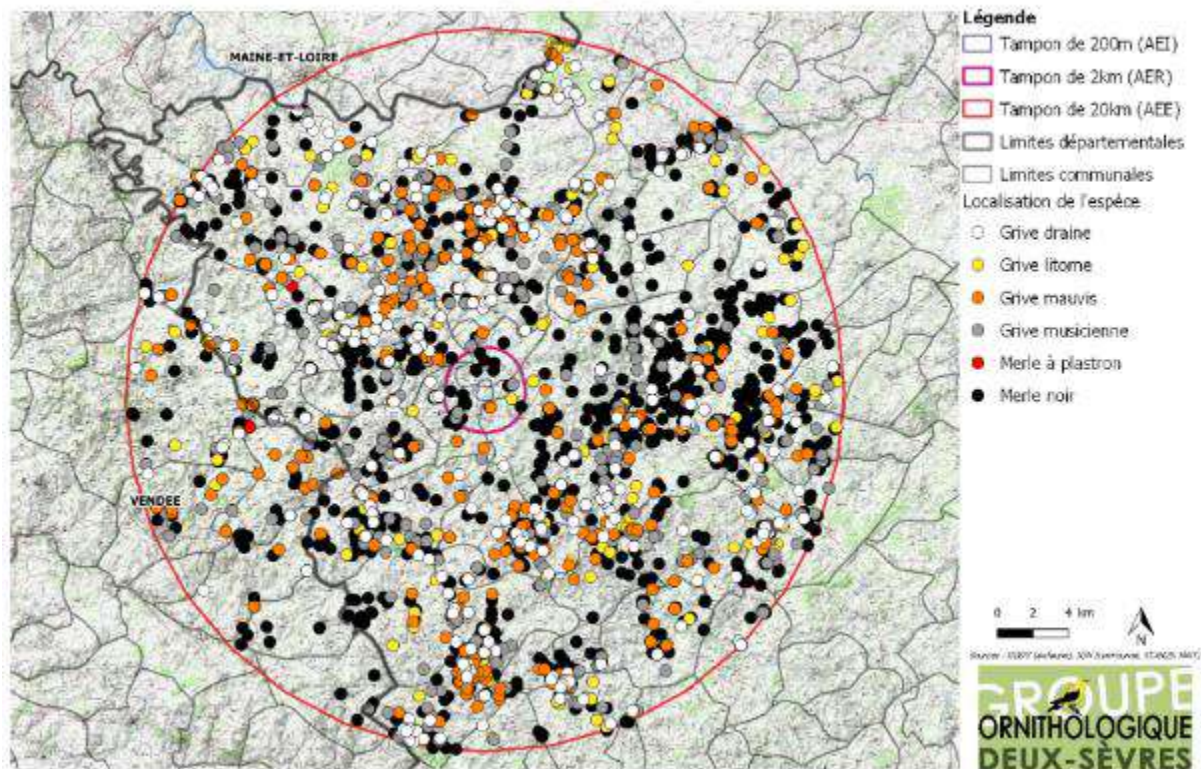 MAINE-ET-LOIRE
VENDEE
Légende
Tampon de 200m (AEI)
Tampon de 2km (AER)
Tampon de 20km (AEE)
Limites départementales
Limites communales
Localisation de l'espèce
Grive draine
Grive litorne
Grive mauvis
Grive musicienne
Merle à plastron
Merle noir
0 2 4 km
N
GROUPE
ORNITHOLOGIQUE
DEUX-SÈVRES